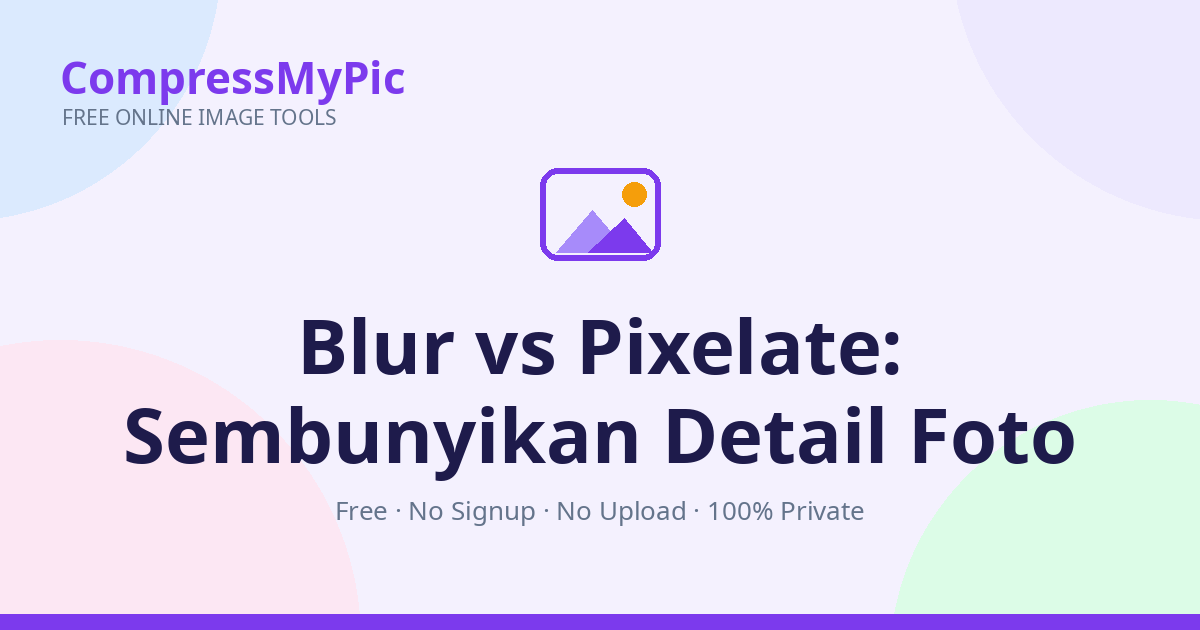 CompressMyPic
FREE ONLINE IMAGE TOOLS
Blur vs Pixelate:
Sembunyikan Detail Foto
Free · No Signup · No Upload · 100% Private